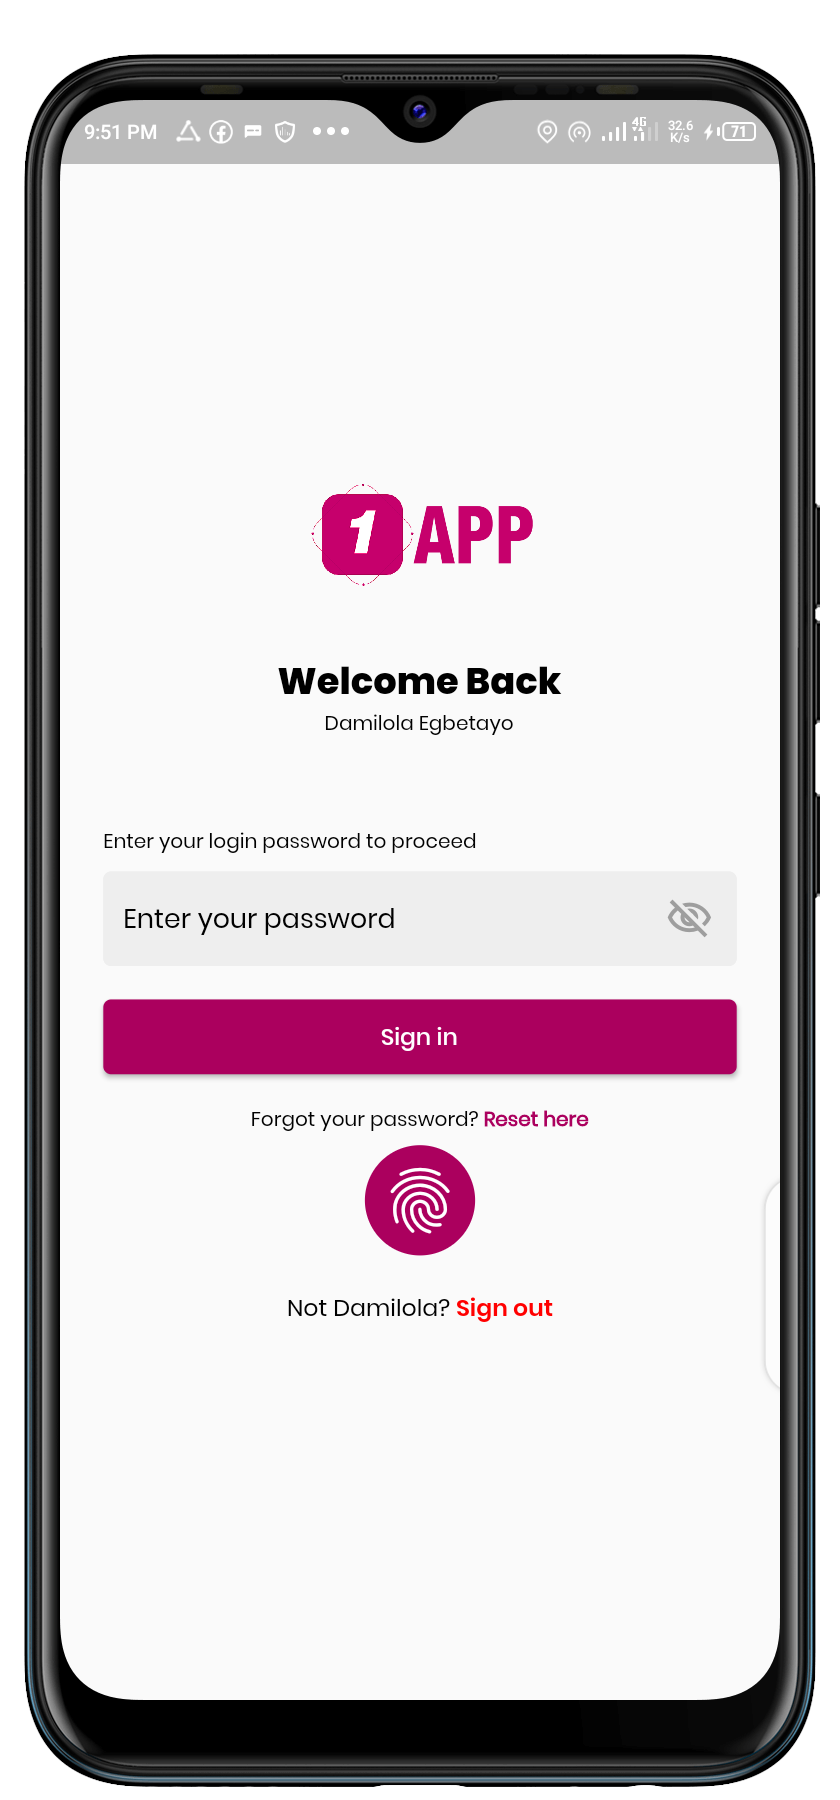 9:51 PM 4G 32.6 K/s 71
1 APP
Welcome Back
Damilola Egbetayo
Enter your login password to proceed
Enter your password
Sign in
Forgot your password? Reset here
Not Damilola? Sign out